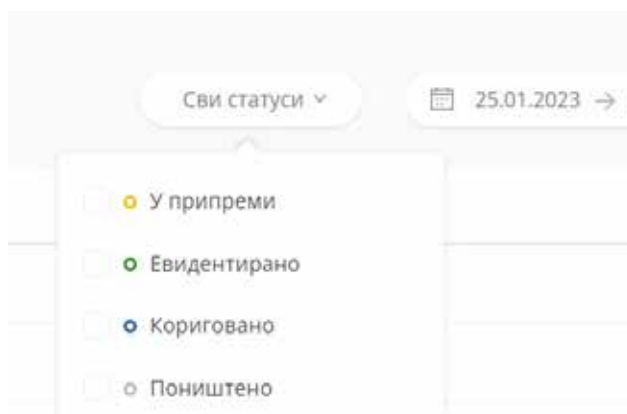 Сви статуси
25.01.2023 →
У припреми
Евидентирано
Кориговано
Поништено